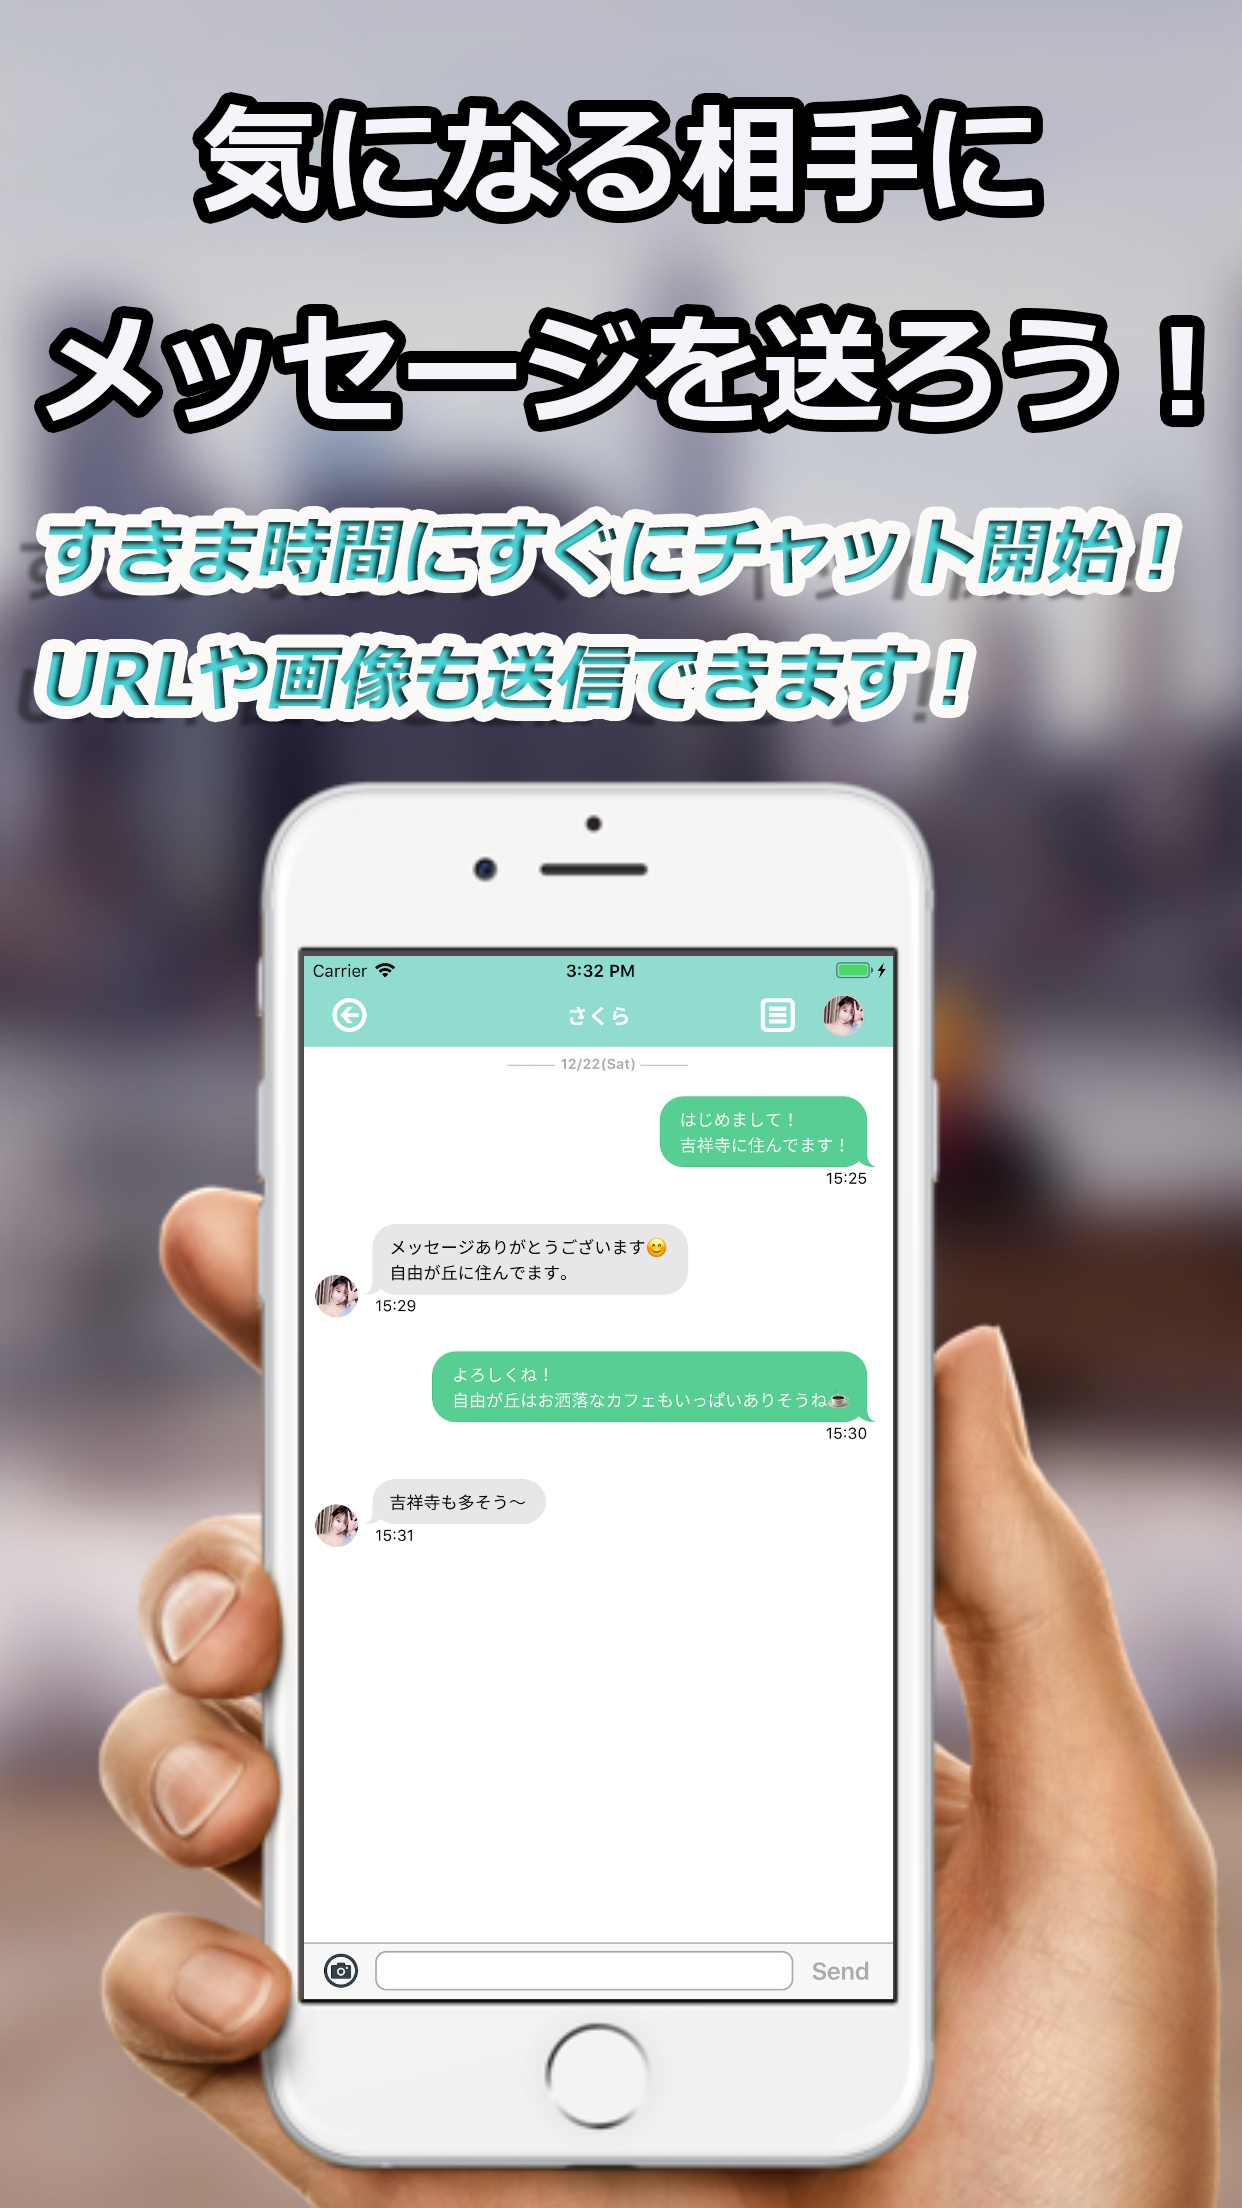 気になる相手に
メッセージを送ろう！
すきま時間にすぐにチャット開始！
URLや画像も送信できます！
Carrier 3:32 PM
さくら
12/22(Sat)
はじめまして！
吉祥寺に住んでます！
15:25
メッセージありがとうございます😊
自由が丘に住んでます。
15:29
よろしくね！
自由が丘はお洒落なカフェもいっぱいありそうね☕
15:30
吉祥寺も多そう〜
15:31
Send